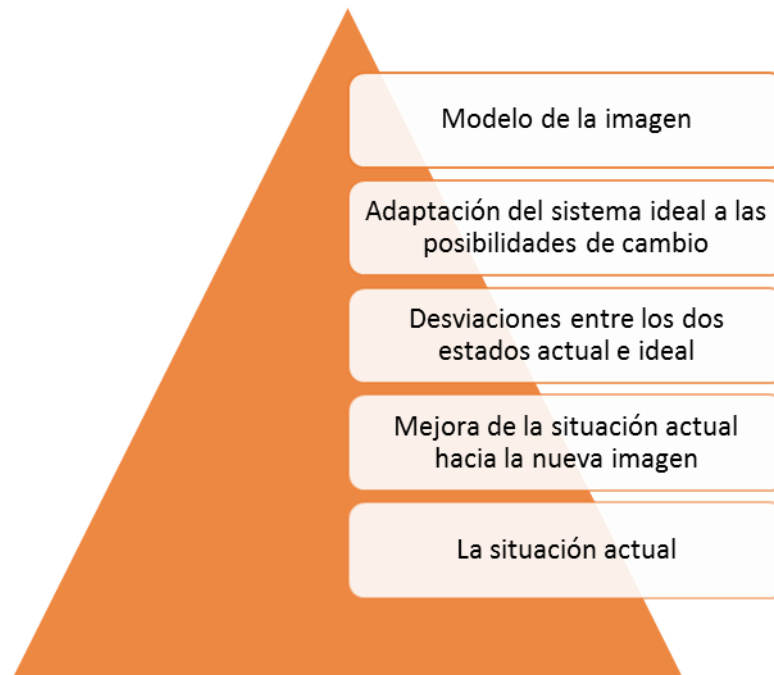 Modelo de la imagen
Adaptación del sistema ideal a las
posibilidades de cambio
Desviaciones entre los dos
estados actual e ideal
Mejora de la situación actual
hacia la nueva imagen
La situación actual